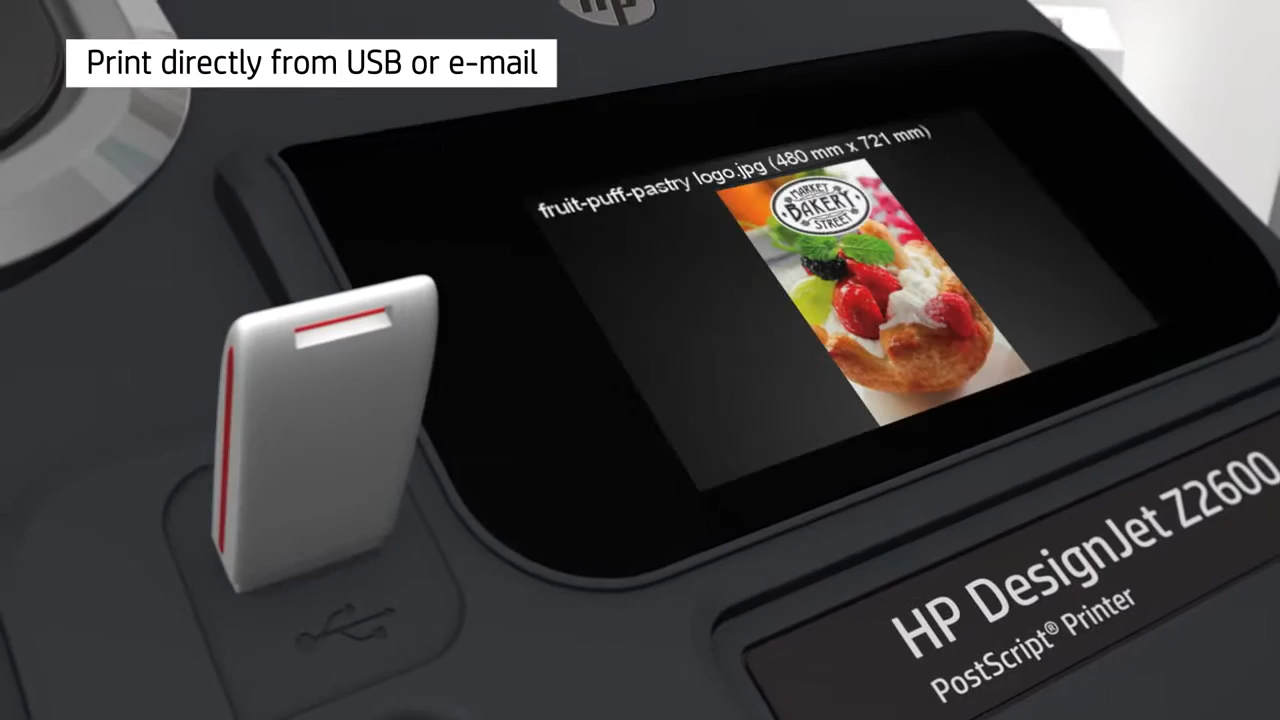 hp
Print directly from USB or e-mail
fruit-puff-pastry logo.jpg (480 mm x 721 mm)
MARKET
BAKERY
STREET
HP DesignJet Z2600
PostScript® Printer